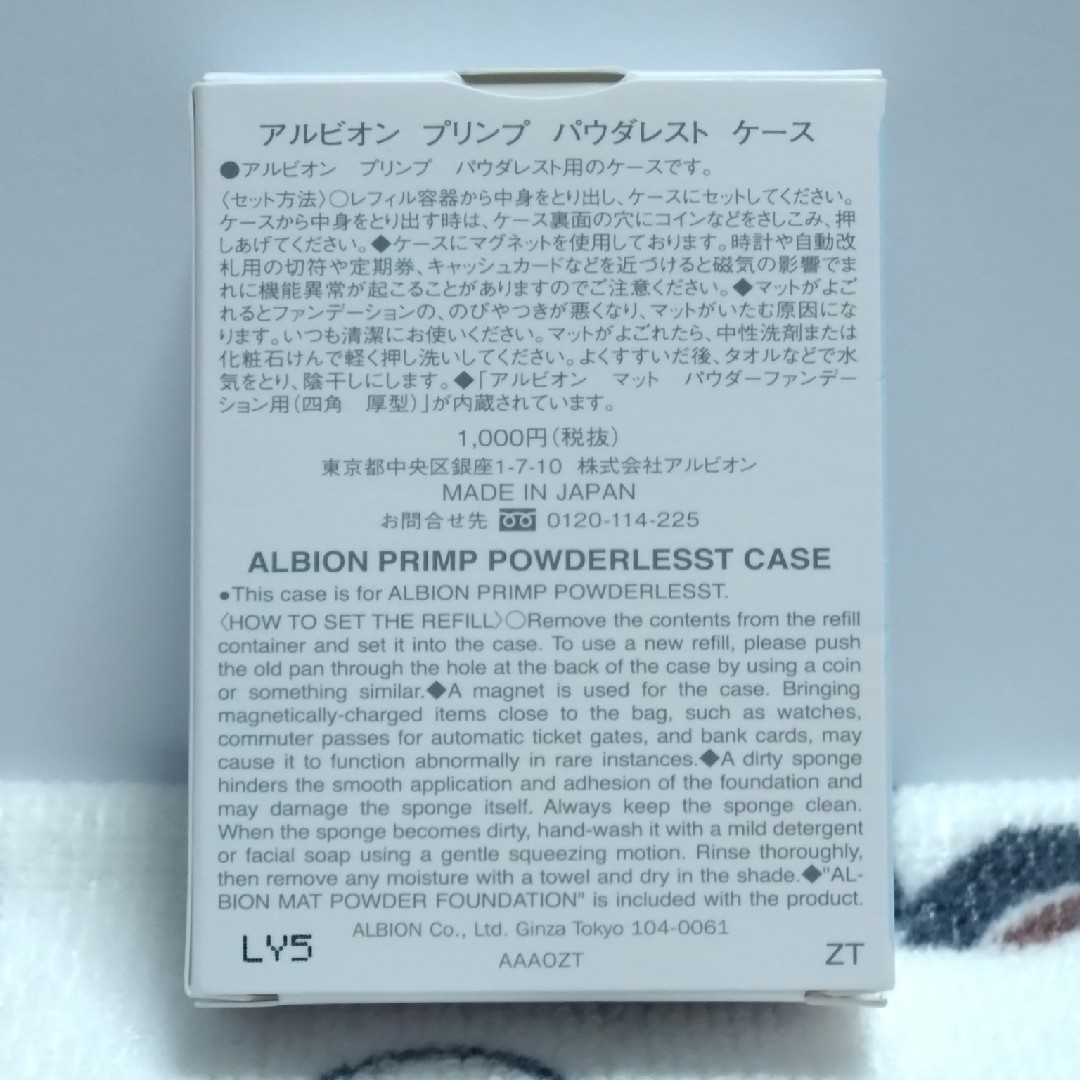 アルビオン プリンプ パウダレスト ケース
●アルビオン プリンプ パウダレスト用のケースです。
〈セット方法〉○レフィル容器から中身をとり出し、ケースにセットしてください。
ケースから中身をとり出す時は、ケース裏面の穴にコインなどをさしこみ、押
しあげてください。◆ケースにマグネットを使用しております。時計や自動改
札用の切符や定期券、キャッシュカードなどを近づけると磁気の影響でま
れに機能異常が起こることがありますのでご注意ください。◆マットがよご
れるとファンデーションの、のびやつきが悪くなり、マットがいたむ原因にな
ります。いつも清潔にお使いください。マットがよごれたら、中性洗剤または
化粧石けんで軽く押し洗いしてください。よくすすいだ後、タオルなどで水
気をとり、陰干しにします。◆「アルビオン マット パウダーファンデー
ション用(四角 厚型)」が内蔵されています。
1,000円(税抜)
東京都中央区銀座1-7-10 株式会社アルビオン
MADE IN JAPAN
お問合せ先 0120-114-225
ALBION PRIMP POWDERLESST CASE
●This case is for ALBION PRIMP POWDERLESST.
〈HOW TO SET THE REFILL〉○Remove the contents from the refill
container and set it into the case. To use a new refill, please push
the old pan through the hole at the back of the case by using a coin
or something similar.◆A magnet is used for the case. Bringing
magnetically-charged items close to the bag, such as watches,
commuter passes for automatic ticket gates, and bank cards, may
cause it to function abnormally in rare instances.◆A dirty sponge
hinders the smooth application and adhesion of the foundation and
may damage the sponge itself. Always keep the sponge clean.
When the sponge becomes dirty, hand-wash it with a mild detergent
or facial soap using a gentle squeezing motion. Rinse thoroughly,
then remove any moisture with a towel and dry in the shade.◆"AL-
BION MAT POWDER FOUNDATION" is included with the product.
ALBION Co., Ltd. Ginza Tokyo 104-0061
LY5
AAAOZT
ZT